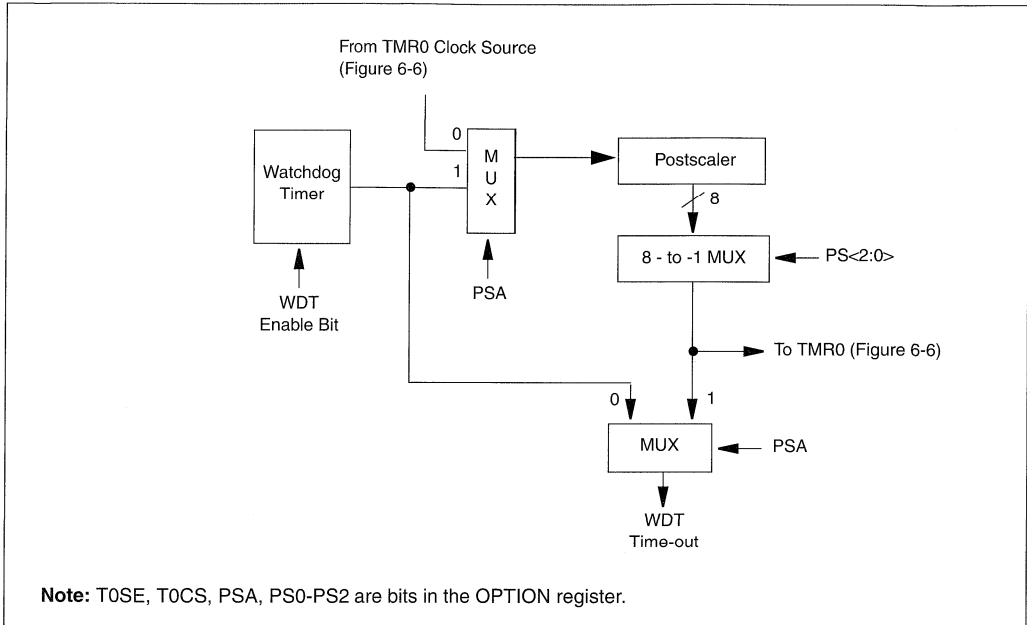 From TMR0 Clock Source
(Figure 6-6)
0
1
M
U
X
Watchdog
Timer
Postscaler
8
8 - to -1 MUX
PS<2:0>
PSA
WDT
Enable Bit
To TMR0 (Figure 6-6)
0
1
MUX
PSA
WDT
Time-out
Note: T0SE, T0CS, PSA, PS0-PS2 are bits in the OPTION register.